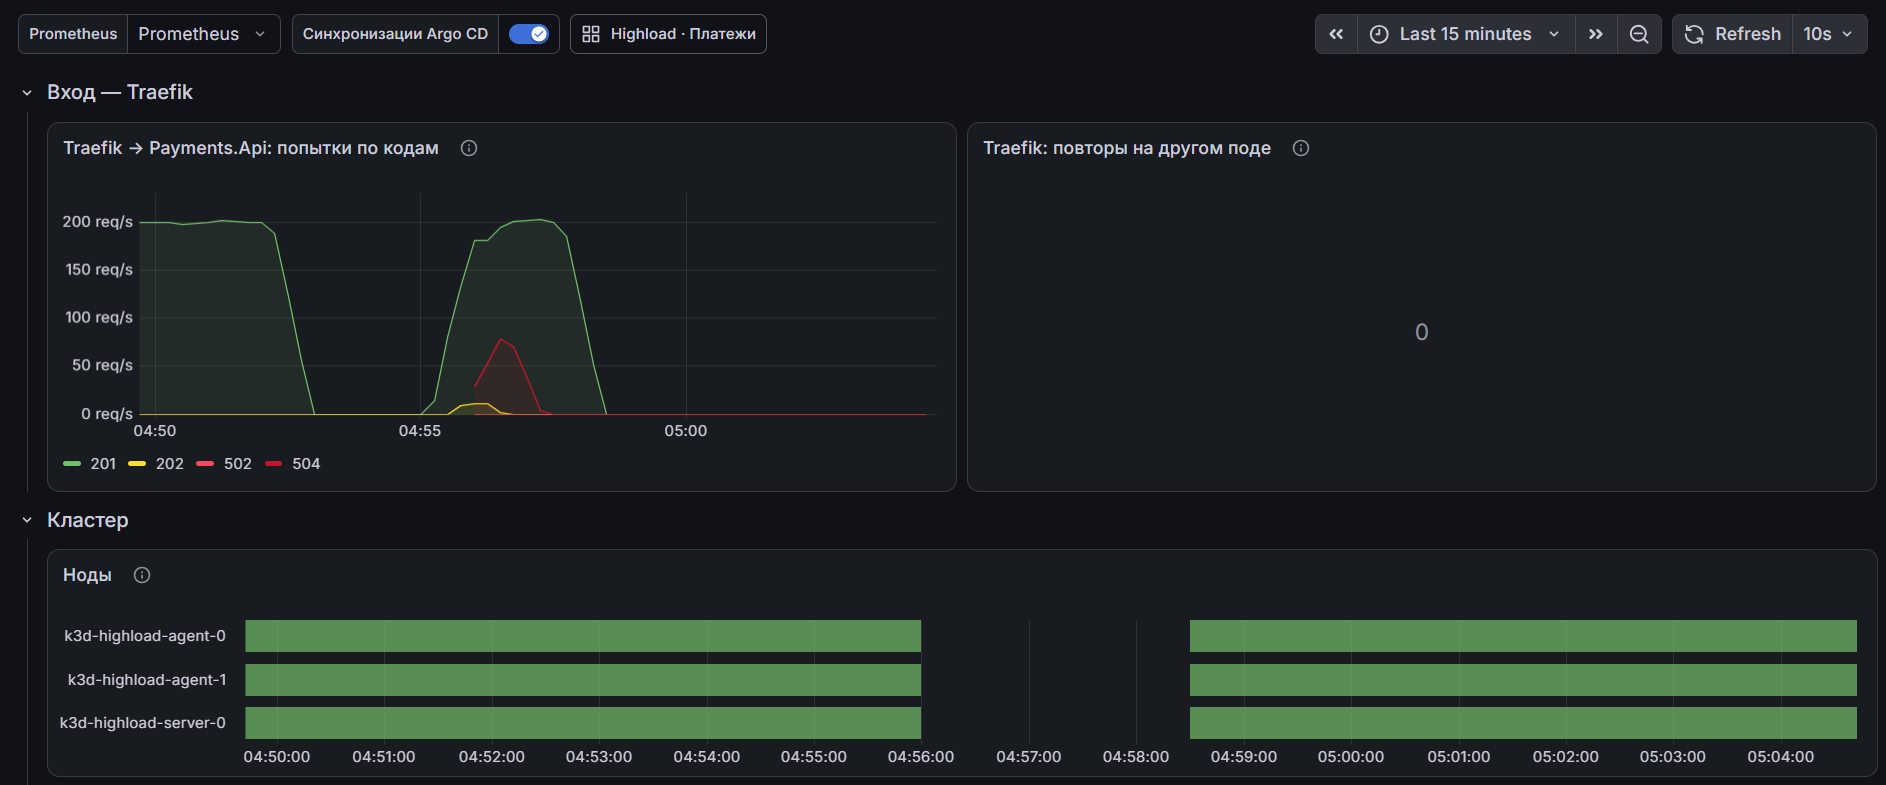 Prometheus Prometheus Синхронизации Argo CD Highload · Платежи Last 15 minutes Refresh 10s
Вход — Traefik
Traefik → Payments.Api: попытки по кодам
200 req/s
150 req/s
100 req/s
50 req/s
0 req/s
04:50 04:55 05:00
201 202 502 504
Traefik: повторы на другом поде
0
Кластер
Ноды
k3d-highload-agent-0
k3d-highload-agent-1
k3d-highload-server-0
04:50:00 04:51:00 04:52:00 04:53:00 04:54:00 04:55:00 04:56:00 04:57:00 04:58:00 04:59:00 05:00:00 05:01:00 05:02:00 05:03:00 05:04:00